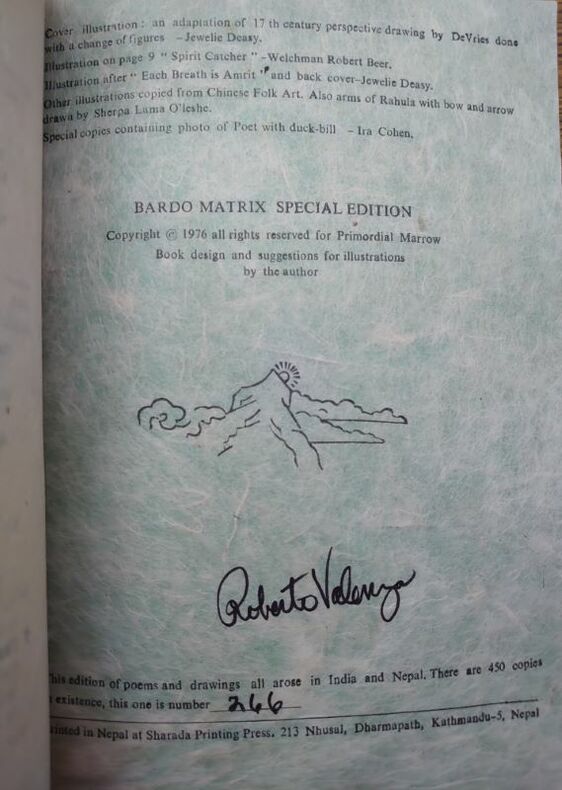 Cover illustration : an adaptation of 17 th century perspective drawing by DeVries done
with a change of figures – Jewelie Deasy.
Illustration on page 9 " Spirit Catcher " –Welchman Robert Beer.
Illustration after " Each Breath is Amrit " and back cover–Jewelie Deasy.
Other illustrations copied from Chinese Folk Art. Also arms of Rahula with bow and arrow
drawn by Sherpa Lama O'leshe.
Special copies containing photo of Poet with duck-bill – Ira Cohen.
BARDO MATRIX SPECIAL EDITION
Copyright © 1976 all rights reserved for Primordial Marrow
Book design and suggestions for illustrations
by the author
Roberto Valenza
This edition of poems and drawings all arose in India and Nepal. There are 450 copies
existence, this one is number 266
Printed in Nepal at Sharada Printing Press. 213 Nhusal, Dharmapath, Kathmandu-5, Nepal